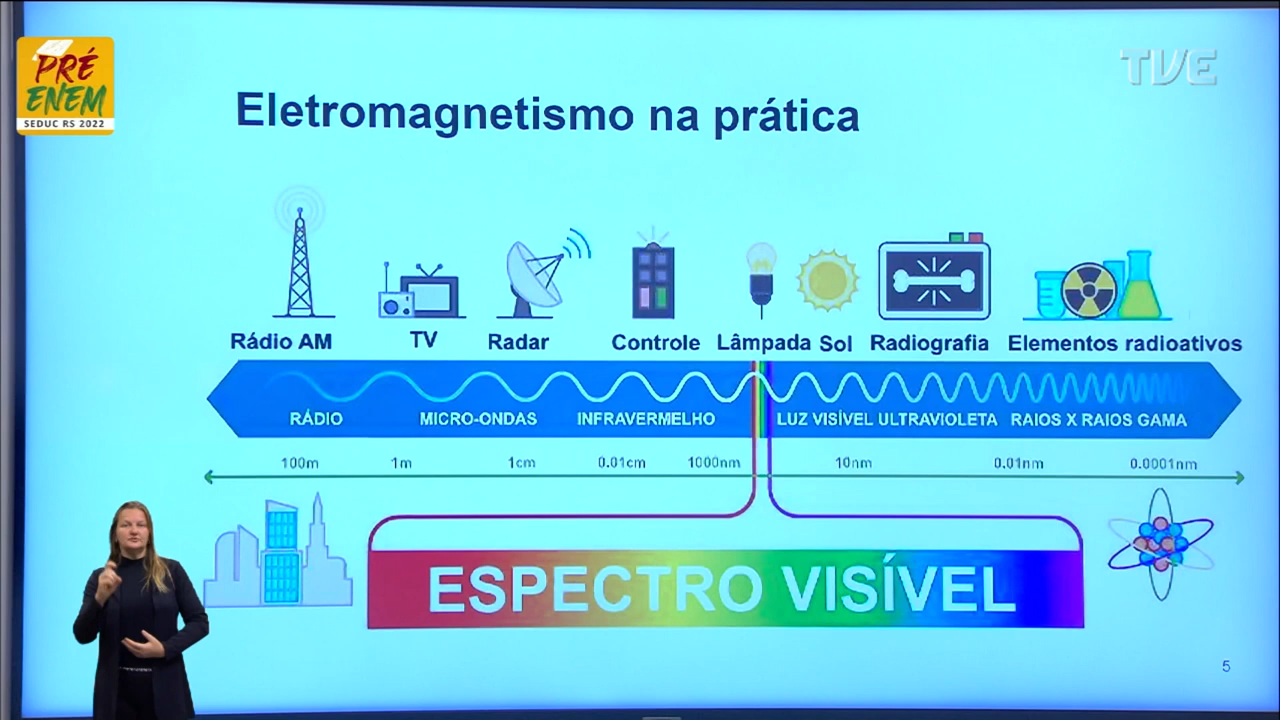 PRÉ
ENEM
SEDUC RS 2022
TVE
Eletromagnetismo na prática
Rádio AM TV Radar Controle Lâmpada Sol Radiografia Elementos radioativos
RÁDIO MICRO-ONDAS INFRAVERMELHO LUZ VISÍVEL ULTRAVIOLETA RAIOS X RAIOS GAMA
100m 1m 1cm 0.01cm 1000nm 10nm 0.01nm 0.0001nm
ESPECTRO VISÍVEL
5